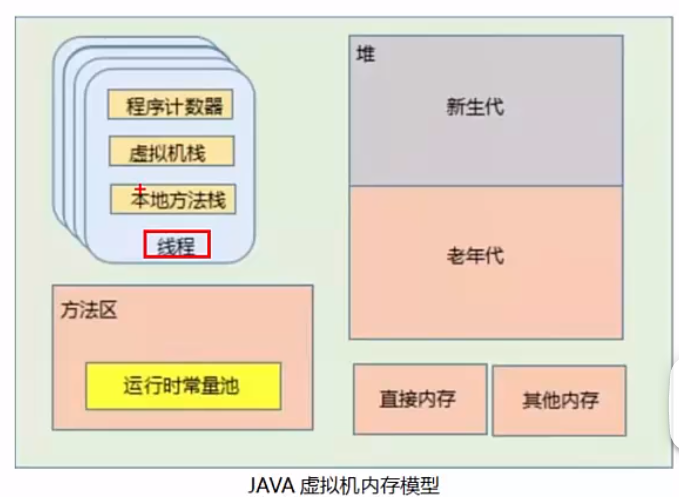 程序计数器
虚拟机栈
本地方法栈
线程
堆
新生代
老年代
方法区
运行时常量池
直接内存
其他内存
JAVA 虚拟机内存模型